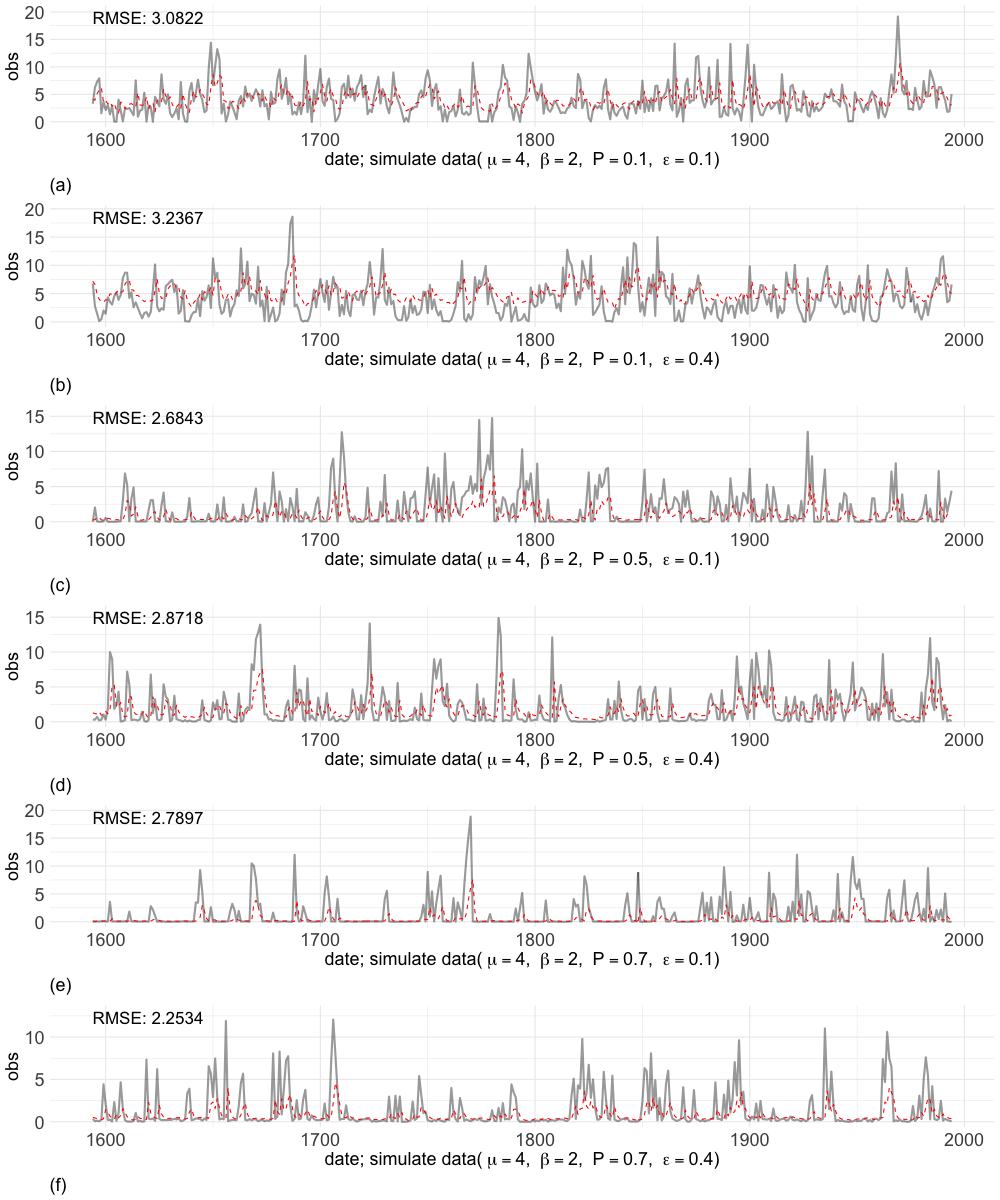 RMSE: 3.0822
20
15
10
5
0
obs
1600 1700 1800 1900 2000
date; simulate data( μ = 4, β = 2, P = 0.1, ε = 0.1)
(a)
RMSE: 3.2367
20
15
10
5
0
obs
1600 1700 1800 1900 2000
date; simulate data( μ = 4, β = 2, P = 0.1, ε = 0.4)
(b)
RMSE: 2.6843
15
10
5
0
obs
1600 1700 1800 1900 2000
date; simulate data( μ = 4, β = 2, P = 0.5, ε = 0.1)
(c)
RMSE: 2.8718
15
10
5
0
obs
1600 1700 1800 1900 2000
date; simulate data( μ = 4, β = 2, P = 0.5, ε = 0.4)
(d)
RMSE: 2.7897
20
15
10
5
0
obs
1600 1700 1800 1900 2000
date; simulate data( μ = 4, β = 2, P = 0.7, ε = 0.1)
(e)
RMSE: 2.2534
10
5
0
obs
1600 1700 1800 1900 2000
date; simulate data( μ = 4, β = 2, P = 0.7, ε = 0.4)
(f)